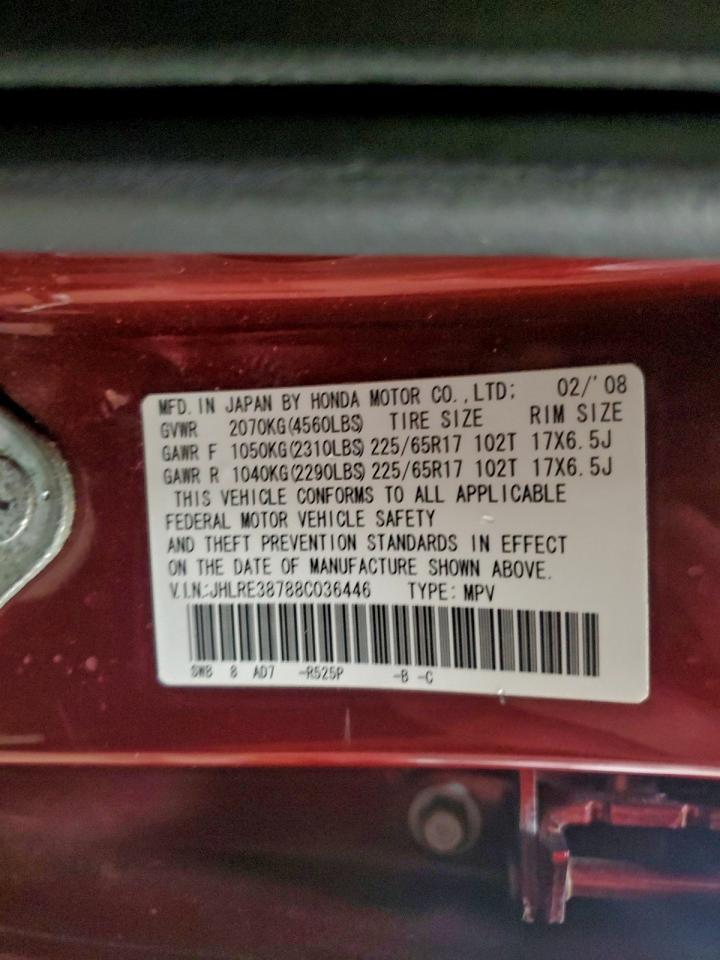 MFD. IN JAPAN BY HONDA MOTOR CO.,LTD; 02/'08
GVWR 2070KG(4560LBS) TIRE SIZE RIM SIZE
GAWR F 1050KG(2310LBS) 225/65R17 102T 17X6.5J
GAWR R 1040KG(2290LBS) 225/65R17 102T 17X6.5J
THIS VEHICLE CONFORMS TO ALL APPLICABLE
FEDERAL MOTOR VEHICLE SAFETY
AND THEFT PREVENTION STANDARDS IN EFFECT
ON THE DATE OF MANUFACTURE SHOWN ABOVE.
V.I.N.:JHLRE38788C036446 TYPE: MPV
SWB 8 AD7 -R525P -B -C